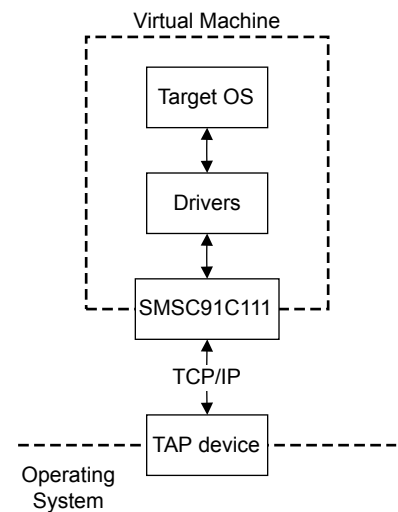 Virtual Machine
Target OS
Drivers
SMSC91C111
TCP/IP
TAP device
Operating
System